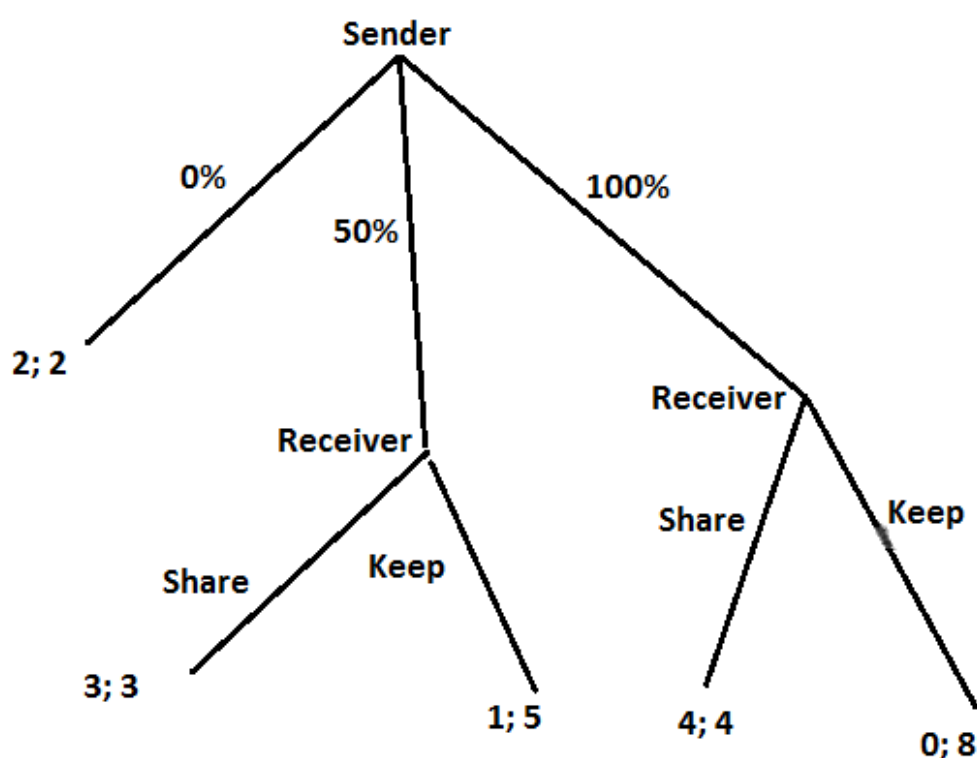 Sender
0%
100%
50%
2; 2
Receiver
Receiver
Share
Keep
Keep
Share
3; 3
1; 5
4; 4
0; 8